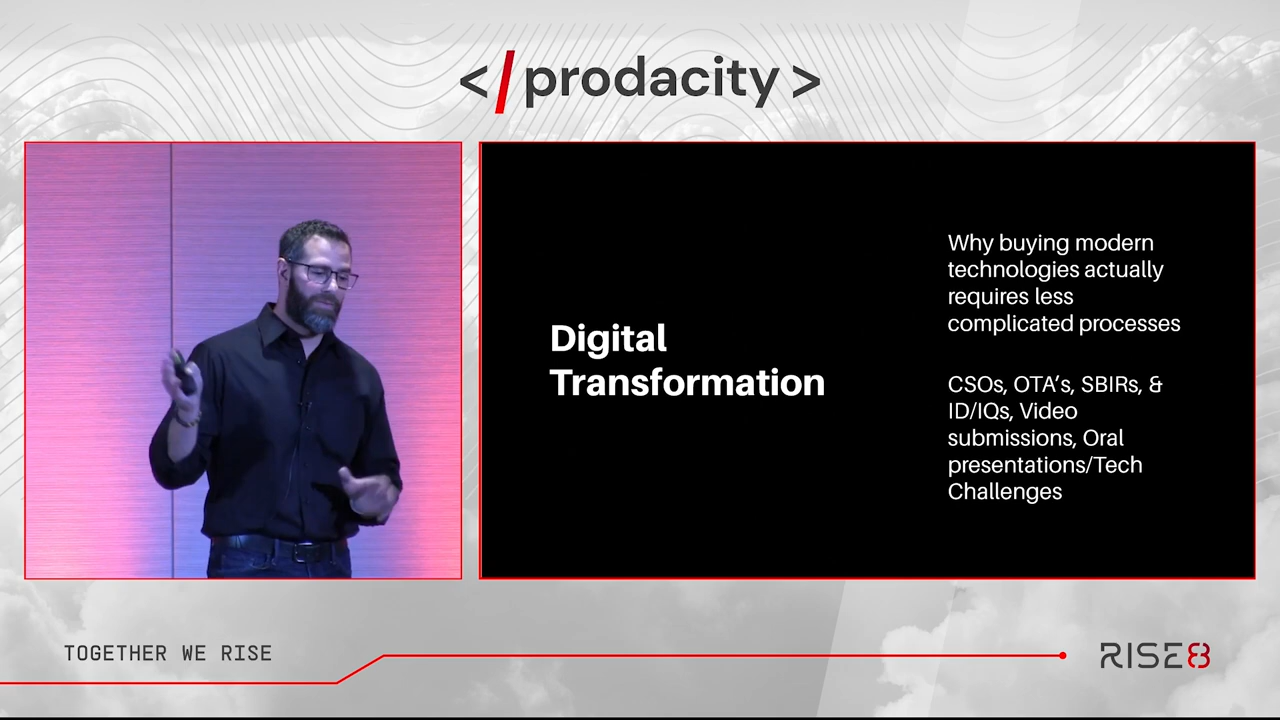 </prodacity>
Digital
Transformation
Why buying modern
technologies actually
requires less
complicated processes
CSOs, OTA’s, SBIRs, &
ID/IQs, Video
submissions, Oral
presentations/Tech
Challenges
TOGETHER WE RISE
RISE8